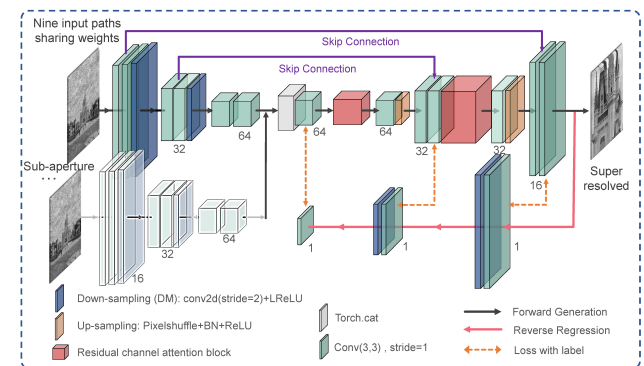 Nine input paths
sharing weights
Skip Connection
Skip Connection
32
64
64
64
32
32
16
Super
resolved
Sub-aperture
...
16
32
64
1
1
1
Down-sampling (DM): conv2d(stride=2)+LReLU
Up-sampling: Pixelshuffle+BN+ReLU
Residual channel attention block
Torch.cat
Conv(3,3) , stride=1
Forward Generation
Reverse Regression
Loss with label